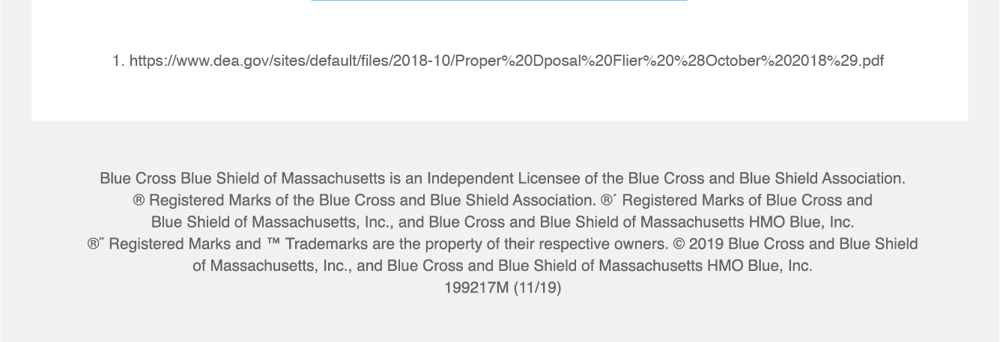 1. https://www.dea.gov/sites/default/files/2018-10/Proper%20Dposal%20Flier%20%28October%202018%29.pdf
Blue Cross Blue Shield of Massachusetts is an Independent Licensee of the Blue Cross and Blue Shield Association.
® Registered Marks of the Blue Cross and Blue Shield Association. ®´ Registered Marks of Blue Cross and
Blue Shield of Massachusetts, Inc., and Blue Cross and Blue Shield of Massachusetts HMO Blue, Inc.
®˝ Registered Marks and ™ Trademarks are the property of their respective owners. © 2019 Blue Cross and Blue Shield
of Massachusetts, Inc., and Blue Cross and Blue Shield of Massachusetts HMO Blue, Inc.
199217M (11/19)